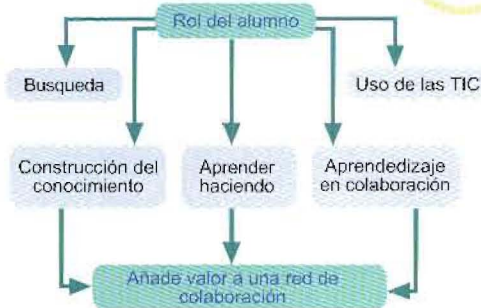 Rol del alumno
Busqueda
Uso de las TIC
Construcción del
conocimiento
Aprender
haciendo
Aprendedizaje
en colaboración
Añade valor a una red de
colaboración